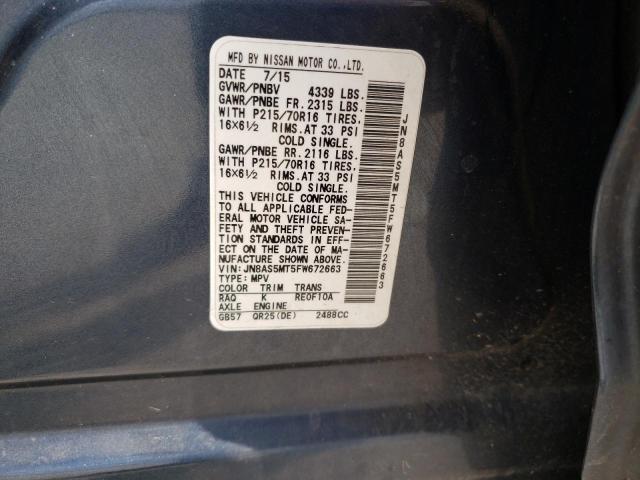 MFD BY NISSAN MOTOR CO.,LTD.
DATE 7/15
GVWR/PNBV 4339 LBS.
GAWR/PNBE FR. 2315 LBS.
WITH P215/70R16 TIRES,
16X6½ RIMS.AT 33 PSI
COLD SINGLE.
GAWR/PNBE RR. 2116 LBS.
WITH P215/70R16 TIRES.
16X6½ RIMS.AT 33 PSI
COLD SINGLE.
THIS VEHICLE CONFORMS
TO ALL APPLICABLE FED-
ERAL MOTOR VEHICLE SA-
FETY AND THEFT PREVEN-
TION STANDARDS IN EFF-
ECT ON THE DATE OF MA-
NUFACTURE SHOWN ABOVE.
VIN:JN8AS5MT5FW672663
TYPE: MPV
COLOR TRIM TRANS
RAQ K RE0F10A
AXLE ENGINE
GB57 QR25(DE) 2488CC
JN8AS5MT5FW672663